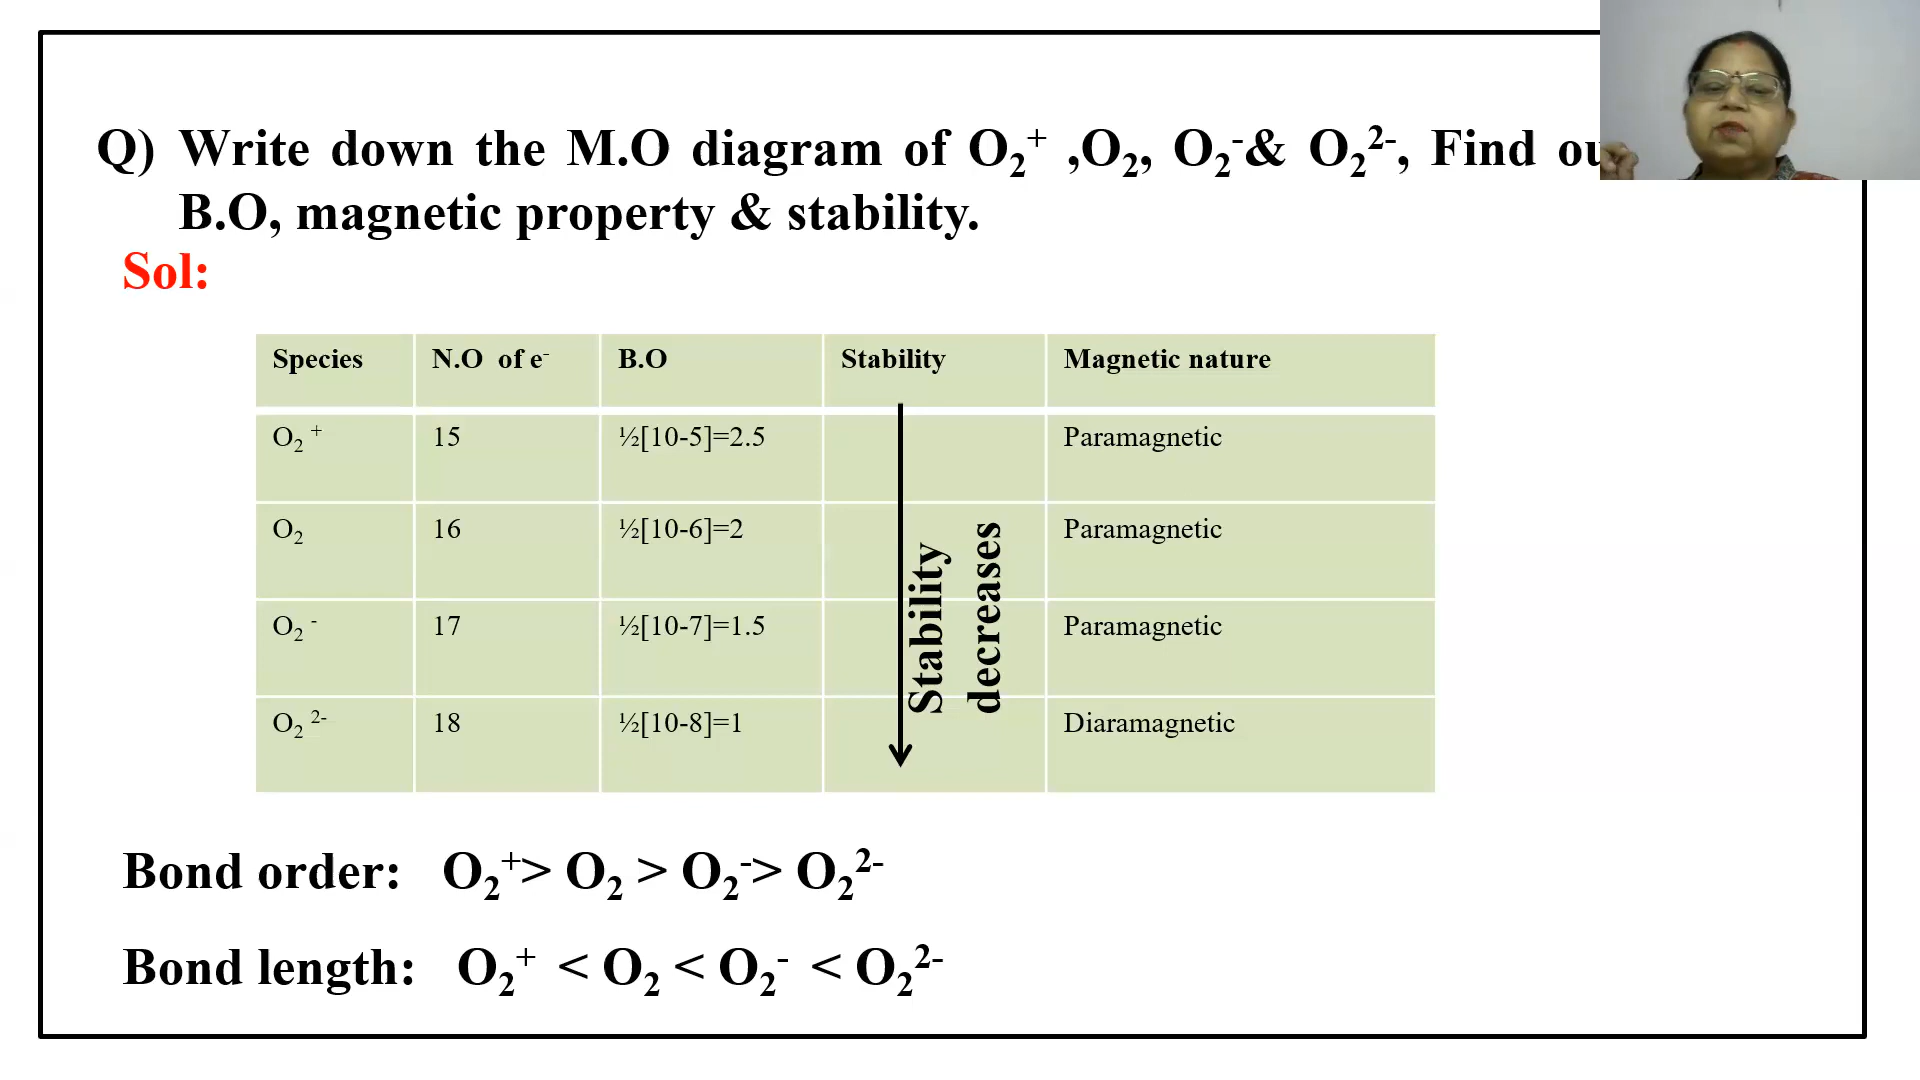 Q) Write down the M.O diagram of O₂⁺ ,O₂, O₂⁻& O₂²⁻, Find
B.O, magnetic property & stability.
Sol:
Species N.O of e⁻ B.O Stability Magnetic nature
O₂ ⁺ 15 ½[10-5]=2.5 Paramagnetic
O₂ 16 ½[10-6]=2 Paramagnetic
O₂ ⁻ 17 ½[10-7]=1.5 Paramagnetic
O₂ ²⁻ 18 ½[10-8]=1 Diaramagnetic
Stability
decreases
Bond order: O₂⁺> O₂ > O₂⁻> O₂²⁻
Bond length: O₂⁺ < O₂ < O₂⁻ < O₂²⁻